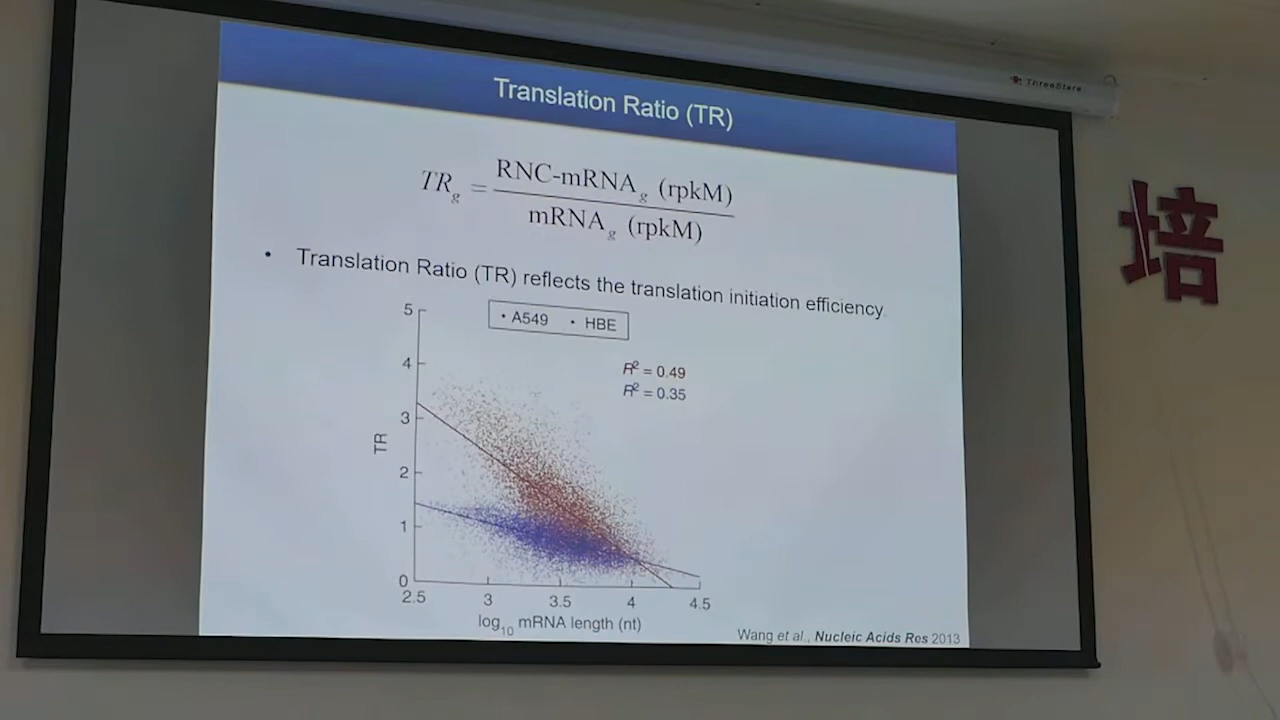 ThreeStars
Translation Ratio (TR)
TR_g = RNC-mRNA_g (rpkM)
mRNA_g (rpkM)
• Translation Ratio (TR) reflects the translation initiation efficiency.
• A549 • HBE
R² = 0.49
R² = 0.35
5
4
3
2
1
0
TR
2.5 3 3.5 4 4.5
log₁₀ mRNA length (nt)
Wang et al., Nucleic Acids Res 2013
培